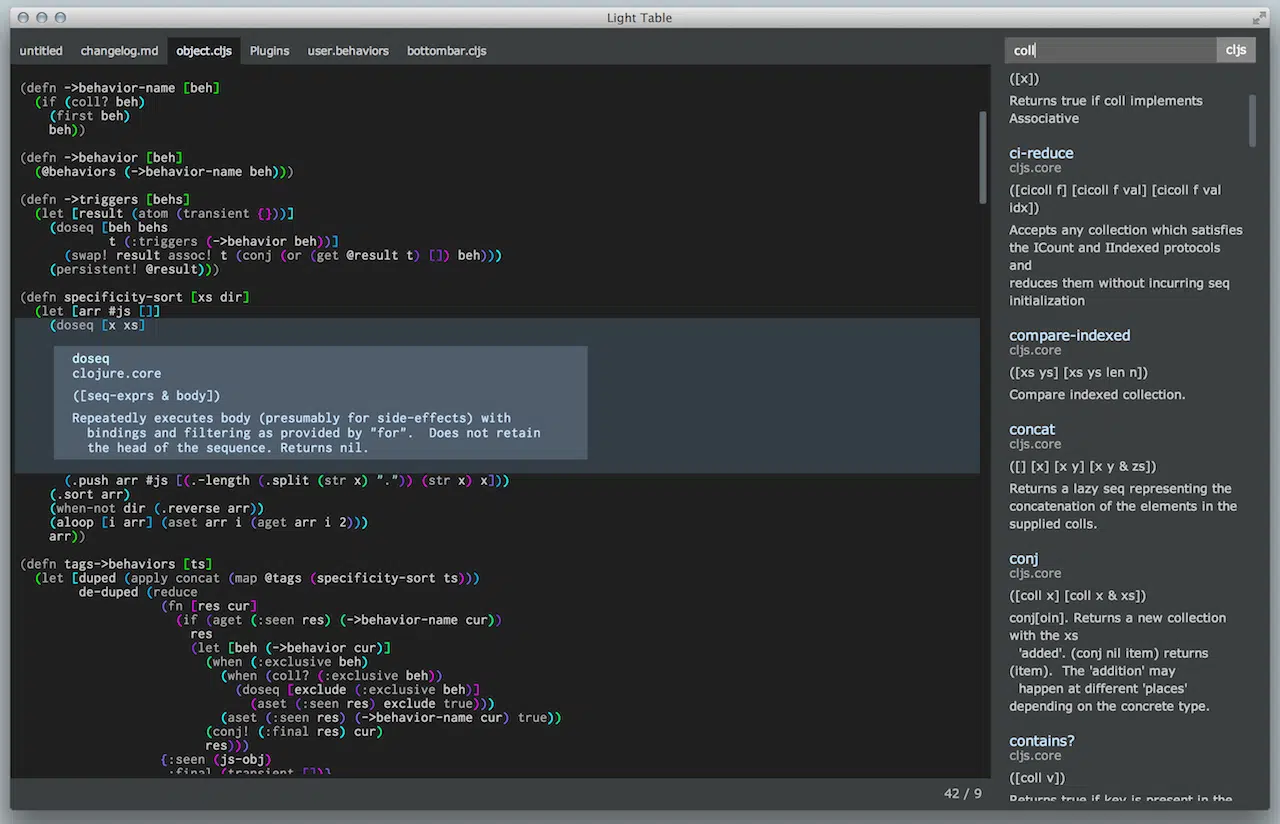 Light Table
untitled changelog.md object.cljs Plugins user.behaviors bottombar.cljs
(defn ->behavior-name [beh]
  (if (coll? beh)
    (first beh)
    beh))
(defn ->behavior [beh]
  (@behaviors (->behavior-name beh)))
(defn ->triggers [behs]
  (let [result (atom (transient {}))]
    (doseq [beh behs
            t (:triggers (->behavior beh))]
      (swap! result assoc! t (conj (or (get @result t) []) beh)))
    (persistent! @result)))
(defn specificity-sort [xs dir]
  (let [arr #js []]
    (doseq [x xs]
doseq
clojure.core
([seq-exprs & body])
Repeatedly executes body (presumably for side-effects) with
  bindings and filtering as provided by "for".  Does not retain
  the head of the sequence. Returns nil.
      (.push arr #js [(.-length (.split (str x) ".")) (str x) x]))
    (.sort arr)
    (when-not dir (.reverse arr))
    (aloop [i arr] (aset arr i (aget arr i 2)))
    arr))
(defn tags->behaviors [ts]
  (let [duped (apply concat (map @tags (specificity-sort ts)))
        de-duped (reduce
                   (fn [res cur]
                     (if (aget (:seen res) (->behavior-name cur))
                       res
                       (let [beh (->behavior cur)]
                         (when (:exclusive beh)
                           (when (coll? (:exclusive beh))
                             (doseq [exclude (:exclusive beh)]
                               (aset (:seen res) exclude true)))
                           (aset (:seen res) (->behavior-name cur) true))
                         (conj! (:final res) cur)
                         res)))
                   {:seen (js-obj)
                    :final (transient [])}
42 / 9
coll cljs
([x])
Returns true if coll implements
Associative
ci-reduce
cljs.core
([cicoll f] [cicoll f val] [cicoll f val
idx])
Accepts any collection which satisfies
the ICount and IIndexed protocols
and
reduces them without incurring seq
initialization
compare-indexed
cljs.core
([xs ys] [xs ys len n])
Compare indexed collection.
concat
cljs.core
([] [x] [x y] [x y & zs])
Returns a lazy seq representing the
concatenation of the elements in the
supplied colls.
conj
cljs.core
([coll x] [coll x & xs])
conj[oin]. Returns a new collection
with the xs
  'added'. (conj nil item) returns
(item).  The 'addition' may
  happen at different 'places'
depending on the concrete type.
contains?
cljs.core
([coll v])
Returns true if key is present in the